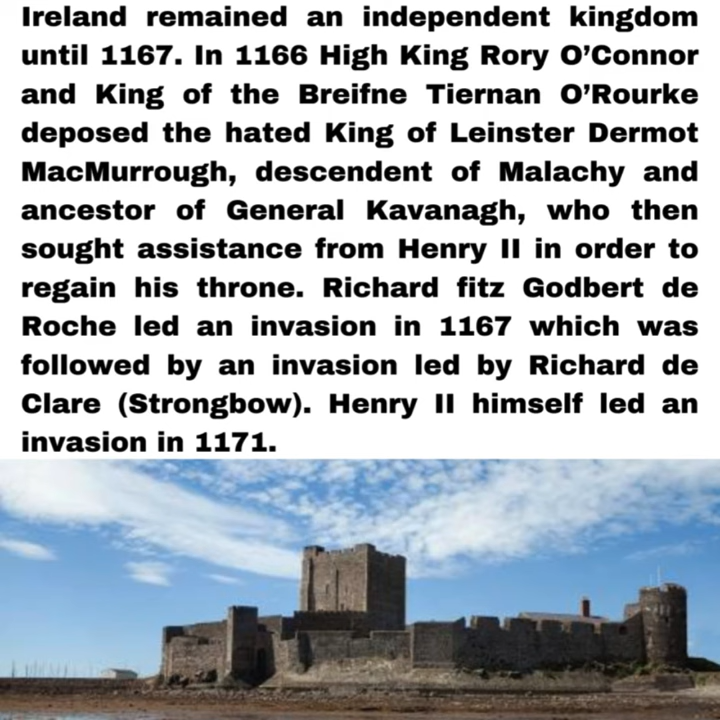 Ireland remained an independent kingdom
until 1167. In 1166 High King Rory O’Connor
and King of the Breifne Tiernan O’Rourke
deposed the hated King of Leinster Dermot
MacMurrough, descendent of Malachy and
ancestor of General Kavanagh, who then
sought assistance from Henry II in order to
regain his throne. Richard fitz Godbert de
Roche led an invasion in 1167 which was
followed by an invasion led by Richard de
Clare (Strongbow). Henry II himself led an
invasion in 1171.